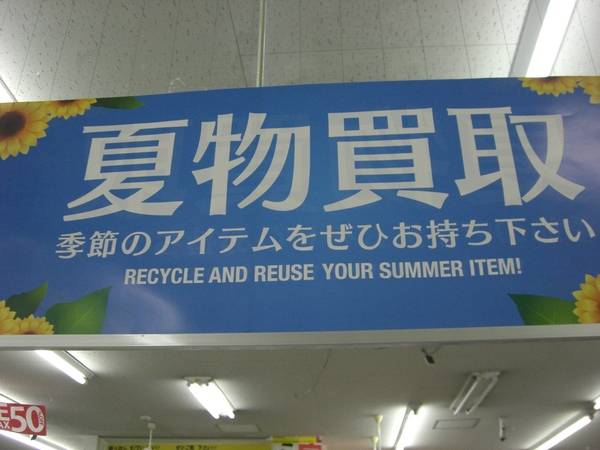 夏物買取
季節のアイテムをぜひお持ち下さい
RECYCLE AND REUSE YOUR SUMMER ITEM!
50